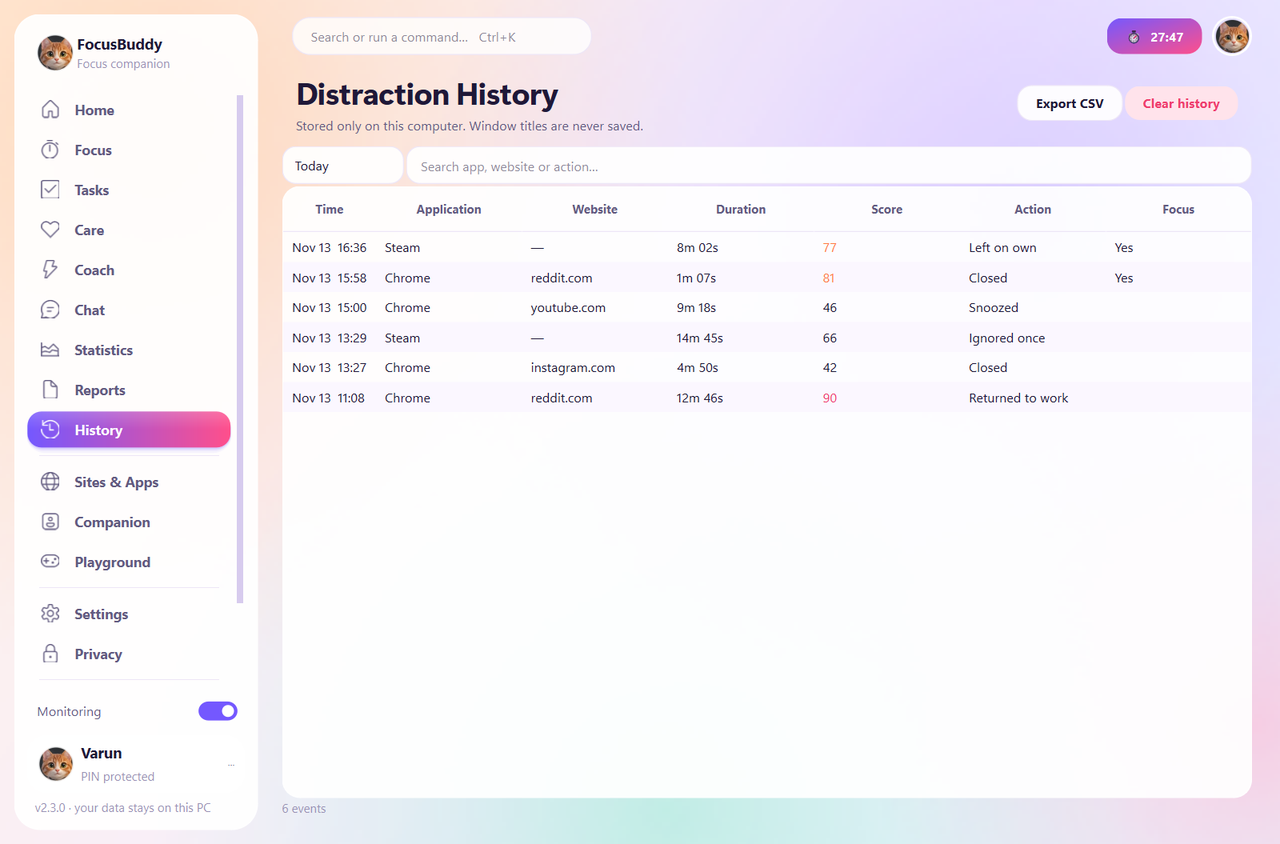 FocusBuddy
Focus companion
Home
Focus
Tasks
Care
Coach
Chat
Statistics
Reports
History
Sites & Apps
Companion
Playground
Settings
Privacy
Monitoring
Varun
PIN protected
...
v2.3.0 · your data stays on this PC
Search or run a command... Ctrl+K
27:47
Distraction History
Stored only on this computer. Window titles are never saved.
Export CSV
Clear history
Today
Search app, website or action...
Time Application Website Duration Score Action Focus
Nov 13 16:36 Steam — 8m 02s 77 Left on own Yes
Nov 13 15:58 Chrome reddit.com 1m 07s 81 Closed Yes
Nov 13 15:00 Chrome youtube.com 9m 18s 46 Snoozed
Nov 13 13:29 Steam — 14m 45s 66 Ignored once
Nov 13 13:27 Chrome instagram.com 4m 50s 42 Closed
Nov 13 11:08 Chrome reddit.com 12m 46s 90 Returned to work
6 events